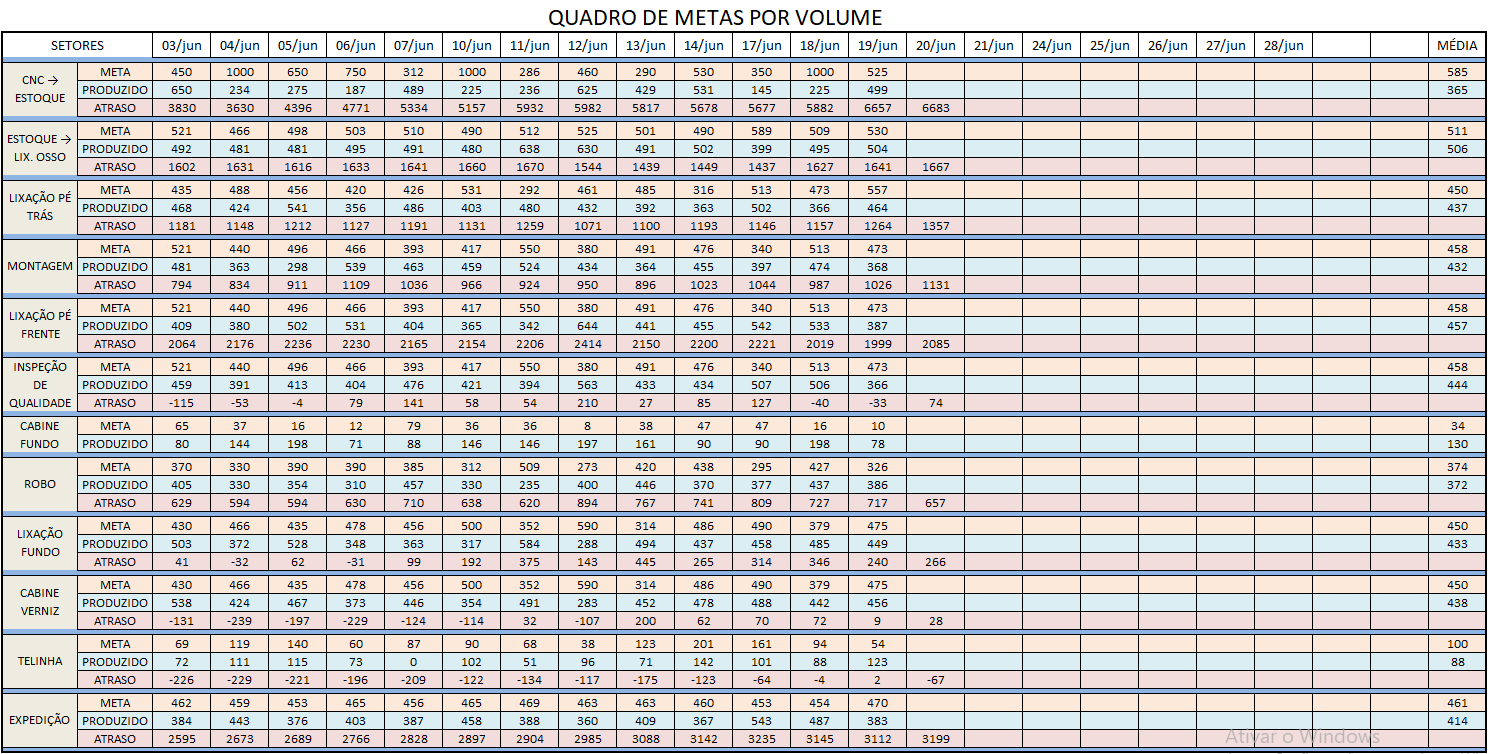 QUADRO DE METAS POR VOLUME
SETORES 03/jun 04/jun 05/jun 06/jun 07/jun 10/jun 11/jun 12/jun 13/jun 14/jun 17/jun 18/jun 19/jun 20/jun 21/jun 24/jun 25/jun 26/jun 27/jun 28/jun MÉDIA
CNC → ESTOQUE
META 450 1000 650 750 312 1000 286 460 290 530 350 1000 525 585
PRODUZIDO 650 234 275 187 489 225 236 625 429 531 145 225 499 365
ATRASO 3830 3630 4396 4771 5334 5157 5932 5982 5817 5678 5677 5882 6657 6683
ESTOQUE → LIX. OSSO
META 521 466 498 503 510 490 512 525 501 490 589 509 530 511
PRODUZIDO 492 481 481 495 491 480 638 630 491 502 399 495 504 506
ATRASO 1602 1631 1616 1633 1641 1660 1670 1544 1439 1449 1437 1627 1641 1667
LIXAÇÃO PÉ TRÁS
META 435 488 456 420 426 531 292 461 485 316 513 473 557 450
PRODUZIDO 468 424 541 356 486 403 480 432 392 363 502 366 464 437
ATRASO 1181 1148 1212 1127 1191 1131 1259 1071 1100 1193 1146 1157 1264 1357
MONTAGEM
META 521 440 496 466 393 417 550 380 491 476 340 513 473 458
PRODUZIDO 481 363 298 539 463 459 524 434 364 455 397 474 368 432
ATRASO 794 834 911 1109 1036 966 924 950 896 1023 1044 987 1026 1131
LIXAÇÃO PÉ FRENTE
META 521 440 496 466 393 417 550 380 491 476 340 513 473 458
PRODUZIDO 409 380 502 531 404 365 342 644 441 455 542 533 387 457
ATRASO 2064 2176 2236 2230 2165 2154 2206 2414 2150 2200 2221 2019 1999 2085
INSPEÇÃO DE QUALIDADE
META 521 440 496 466 393 417 550 380 491 476 340 513 473 458
PRODUZIDO 459 391 413 404 476 421 394 563 433 434 507 506 366 444
ATRASO -115 -53 -4 79 141 58 54 210 27 85 127 -40 -33 74
CABINE FUNDO
META 65 37 16 12 79 36 36 8 38 47 47 16 10 34
PRODUZIDO 80 144 198 71 88 146 146 197 161 90 90 198 78 130
ROBO
META 370 330 390 390 385 312 509 273 420 438 295 427 326 374
PRODUZIDO 405 330 354 310 457 330 235 400 446 370 377 437 386 372
ATRASO 629 594 594 630 710 638 620 894 767 741 809 727 717 657
LIXAÇÃO FUNDO
META 430 466 435 478 456 500 352 590 314 486 490 379 475 450
PRODUZIDO 503 372 528 348 363 317 584 288 494 437 458 485 449 433
ATRASO 41 -32 62 -31 99 192 375 143 445 265 314 346 240 266
CABINE VERNIZ
META 430 466 435 478 456 500 352 590 314 486 490 379 475 450
PRODUZIDO 538 424 467 373 446 354 491 283 452 478 488 442 456 438
ATRASO -131 -239 -197 -229 -124 -114 32 -107 200 62 70 72 9 28
TELINHA
META 69 119 140 60 87 90 68 38 123 201 161 94 54 100
PRODUZIDO 72 111 115 73 0 102 51 96 71 142 101 88 123 88
ATRASO -226 -229 -221 -196 -209 -122 -134 -117 -175 -123 -64 -4 2 -67
EXPEDIÇÃO
META 462 459 453 465 456 465 469 463 463 460 453 454 470 461
PRODUZIDO 384 443 376 403 387 458 388 360 409 367 543 487 383 414
ATRASO 2595 2673 2689 2766 2828 2897 2904 2985 3088 3142 3235 3145 3112 3199
Ativar o Windows